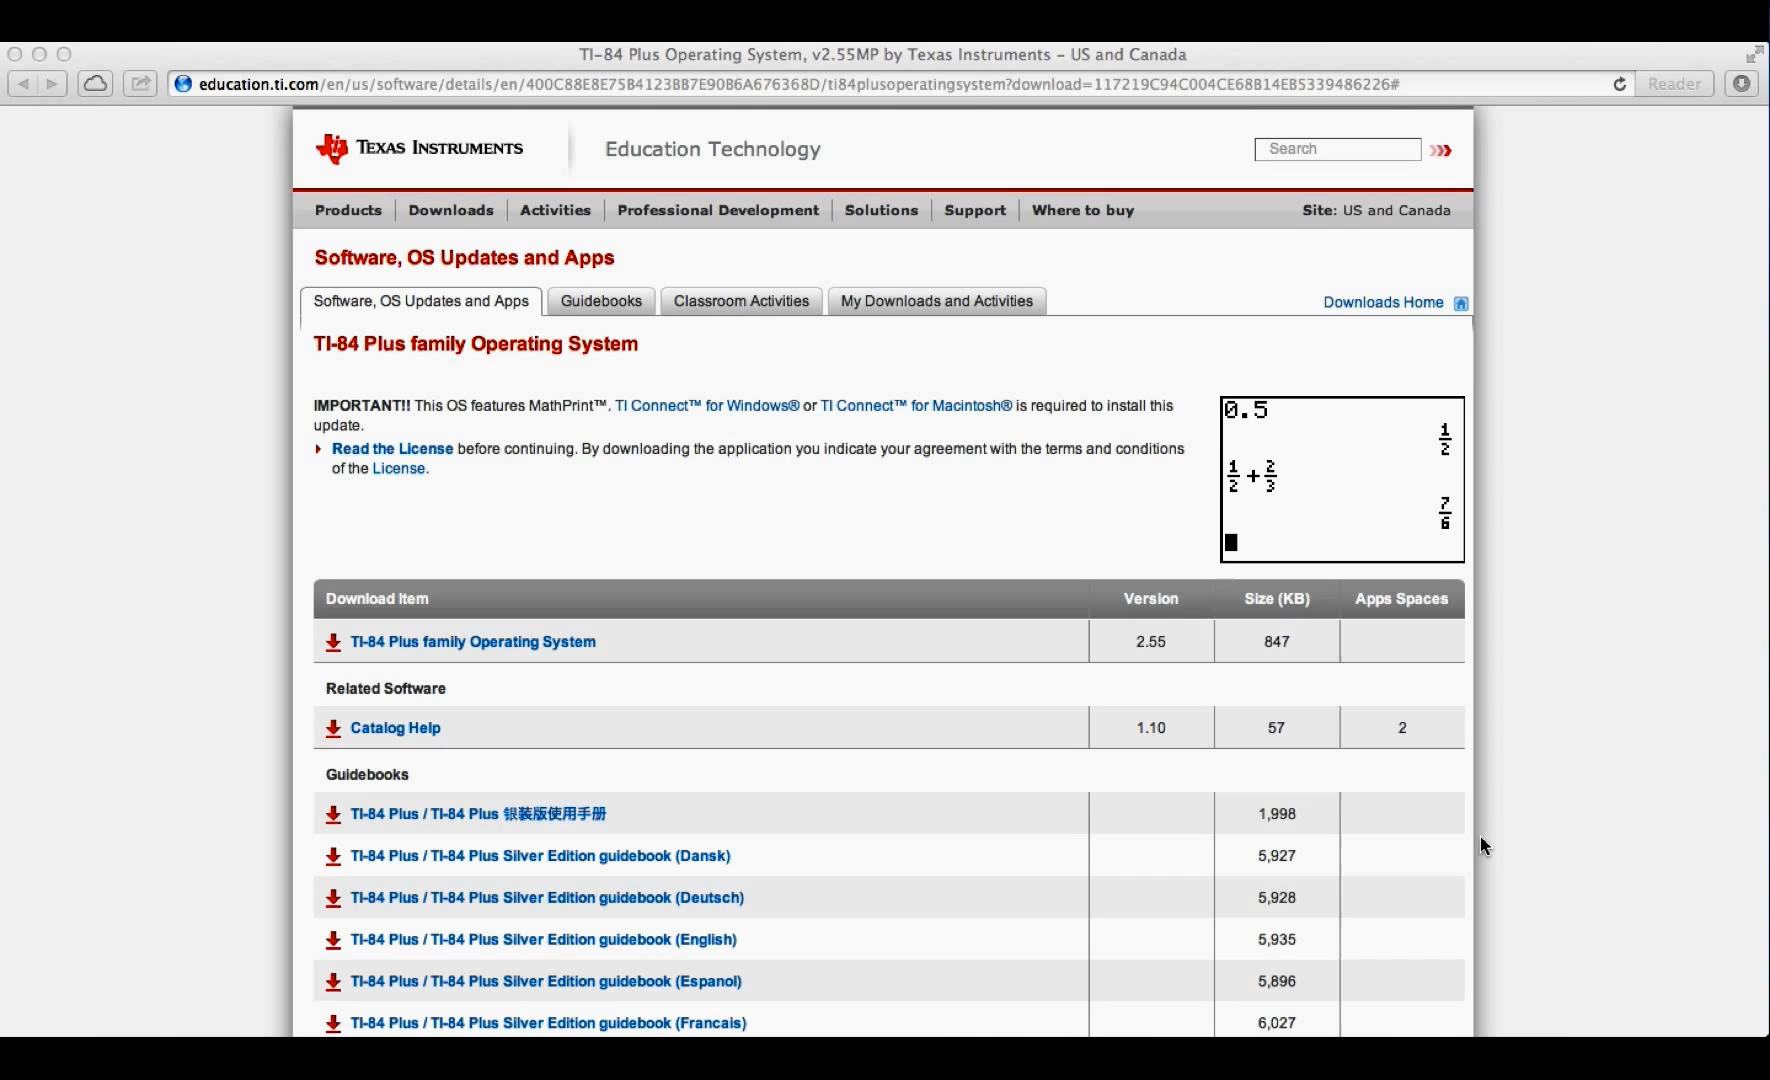 TI-84 Plus Operating System, v2.55MP by Texas Instruments – US and Canada
education.ti.com/en/us/software/details/en/400C88E8E75B4123BB7E90B6A676368D/ti84plusoperatingsystem?download=117219C94C004CE68B14EB5339486226#
Reader
TEXAS INSTRUMENTS
Education Technology
Search
Products
Downloads
Activities
Professional Development
Solutions
Support
Where to buy
Site: US and Canada
Software, OS Updates and Apps
Software, OS Updates and Apps
Guidebooks
Classroom Activities
My Downloads and Activities
Downloads Home
TI-84 Plus family Operating System
IMPORTANT!! This OS features MathPrint™. TI Connect™ for Windows® or TI Connect™ for Macintosh® is required to install this
update.
Read the License before continuing. By downloading the application you indicate your agreement with the terms and conditions
of the License.
0.5
1/2
1/2+2/3
7/6
Download Item Version Size (KB) Apps Spaces
TI-84 Plus family Operating System 2.55 847
Related Software
Catalog Help 1.10 57 2
Guidebooks
TI-84 Plus / TI-84 Plus 银装版使用手册 1,998
TI-84 Plus / TI-84 Plus Silver Edition guidebook (Dansk) 5,927
TI-84 Plus / TI-84 Plus Silver Edition guidebook (Deutsch) 5,928
TI-84 Plus / TI-84 Plus Silver Edition guidebook (English) 5,935
TI-84 Plus / TI-84 Plus Silver Edition guidebook (Espanol) 5,896
TI-84 Plus / TI-84 Plus Silver Edition guidebook (Francais) 6,027